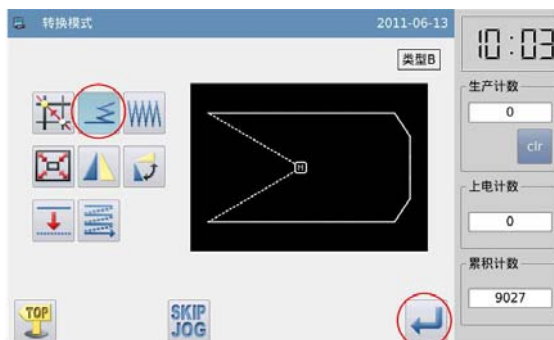 转换模式 2011-06-13
类型B
10:03
生产计数
0
clr
上电计数
0
累积计数
9027
H
TOP
SKIP
JOG